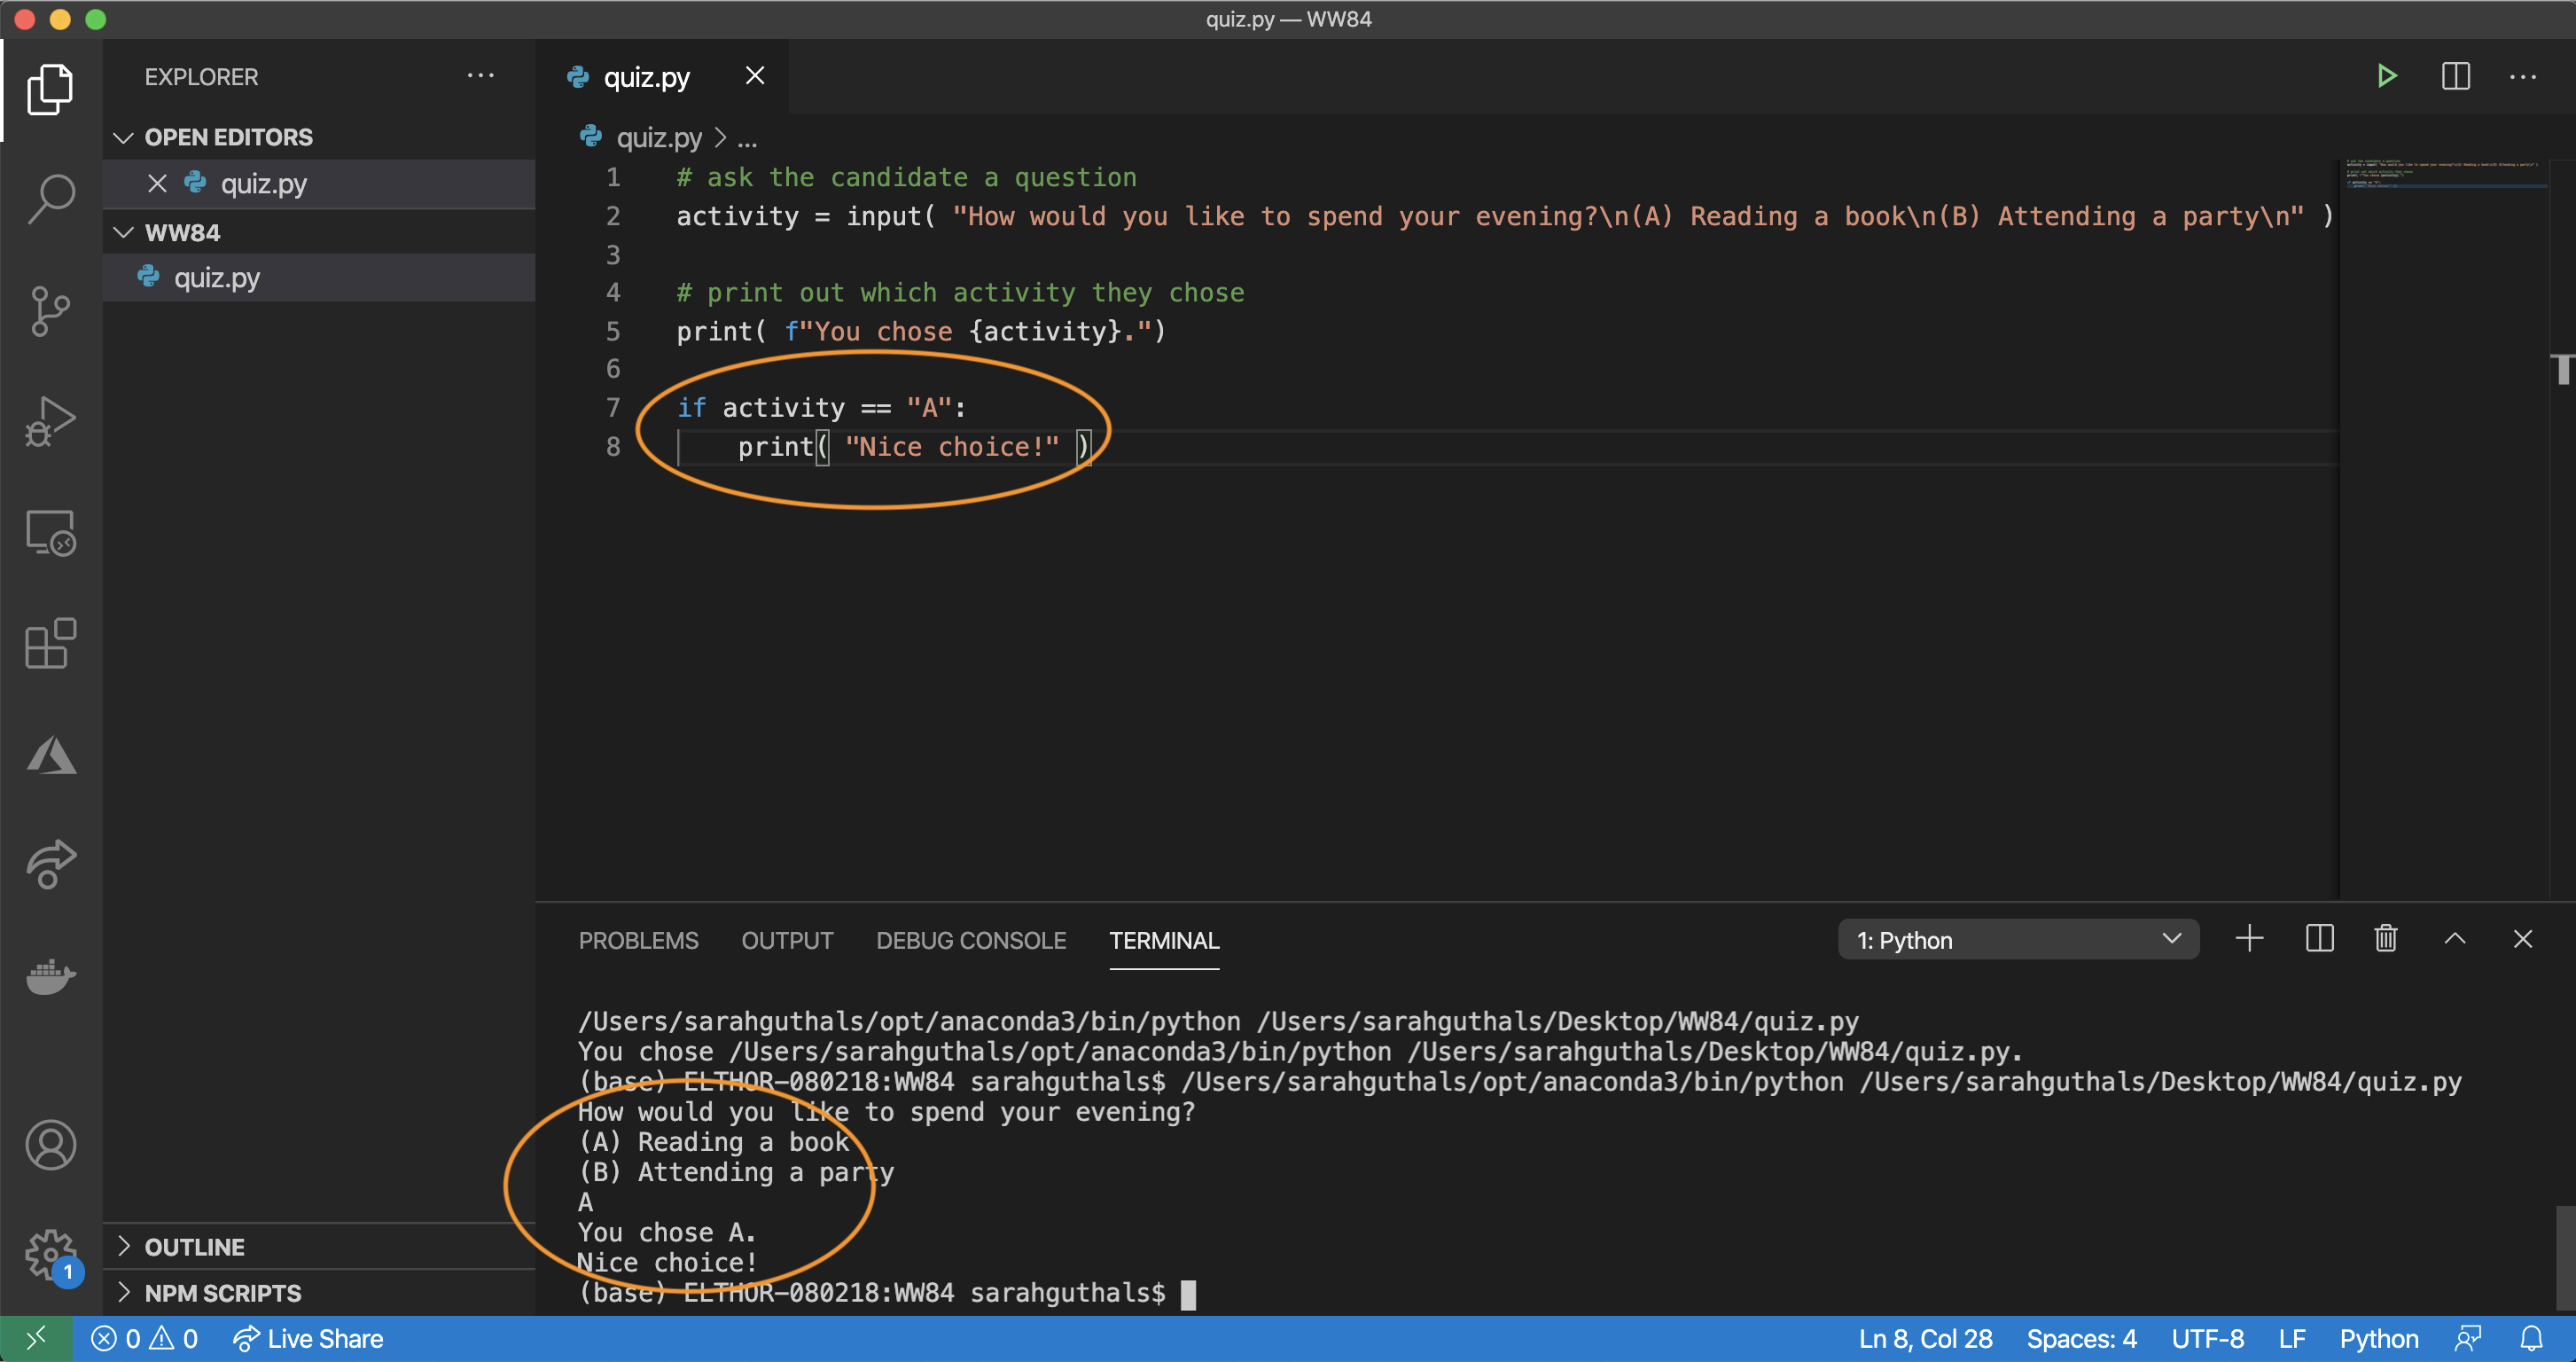 quiz.py — WW84
EXPLORER
quiz.py
OPEN EDITORS
quiz.py
WW84
quiz.py
quiz.py > ...
1 # ask the candidate a question
2 activity = input( "How would you like to spend your evening?\n(A) Reading a book\n(B) Attending a party\n" )
3
4 # print out which activity they chose
5 print( f"You chose {activity}.")
6
7 if activity == "A":
8 print( "Nice choice!" )
PROBLEMS OUTPUT DEBUG CONSOLE TERMINAL 1: Python
/Users/sarahguthals/opt/anaconda3/bin/python /Users/sarahguthals/Desktop/WW84/quiz.py
You chose /Users/sarahguthals/opt/anaconda3/bin/python /Users/sarahguthals/Desktop/WW84/quiz.py.
(base) ELTHOR-080218:WW84 sarahguthals$ /Users/sarahguthals/opt/anaconda3/bin/python /Users/sarahguthals/Desktop/WW84/quiz.py
How would you like to spend your evening?
(A) Reading a book
(B) Attending a party
A
You chose A.
Nice choice!
(base) ELTHOR-080218:WW84 sarahguthals$
OUTLINE
NPM SCRIPTS
1
0 0 Live Share Ln 8, Col 28 Spaces: 4 UTF-8 LF Python